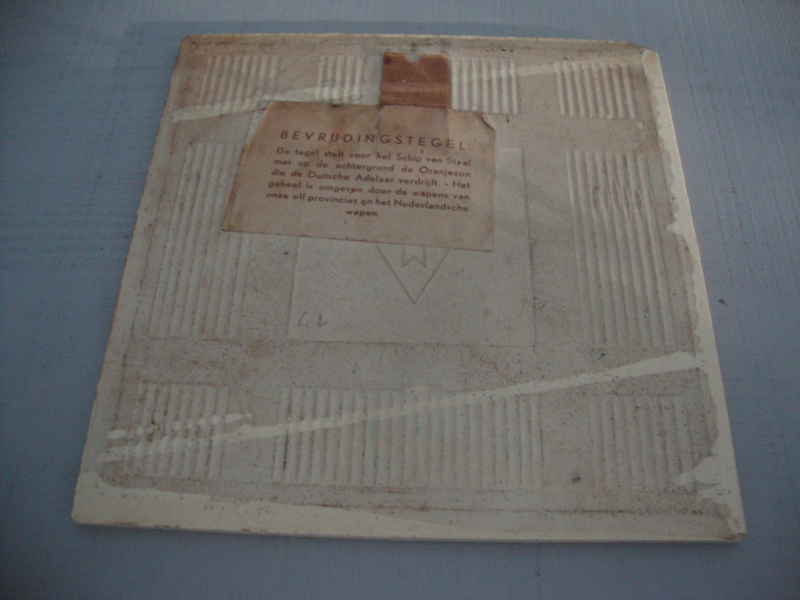 BEVRIJDINGSTEGEL.
De tegel stelt voor het Schip van Staat
met op de achtergrond de Oranjezon
die de Duitsche Adelaar verdrijft. - Het
geheel is omgeven door de wapens van
onze elf provincies en het Nederlandsche
wapen.